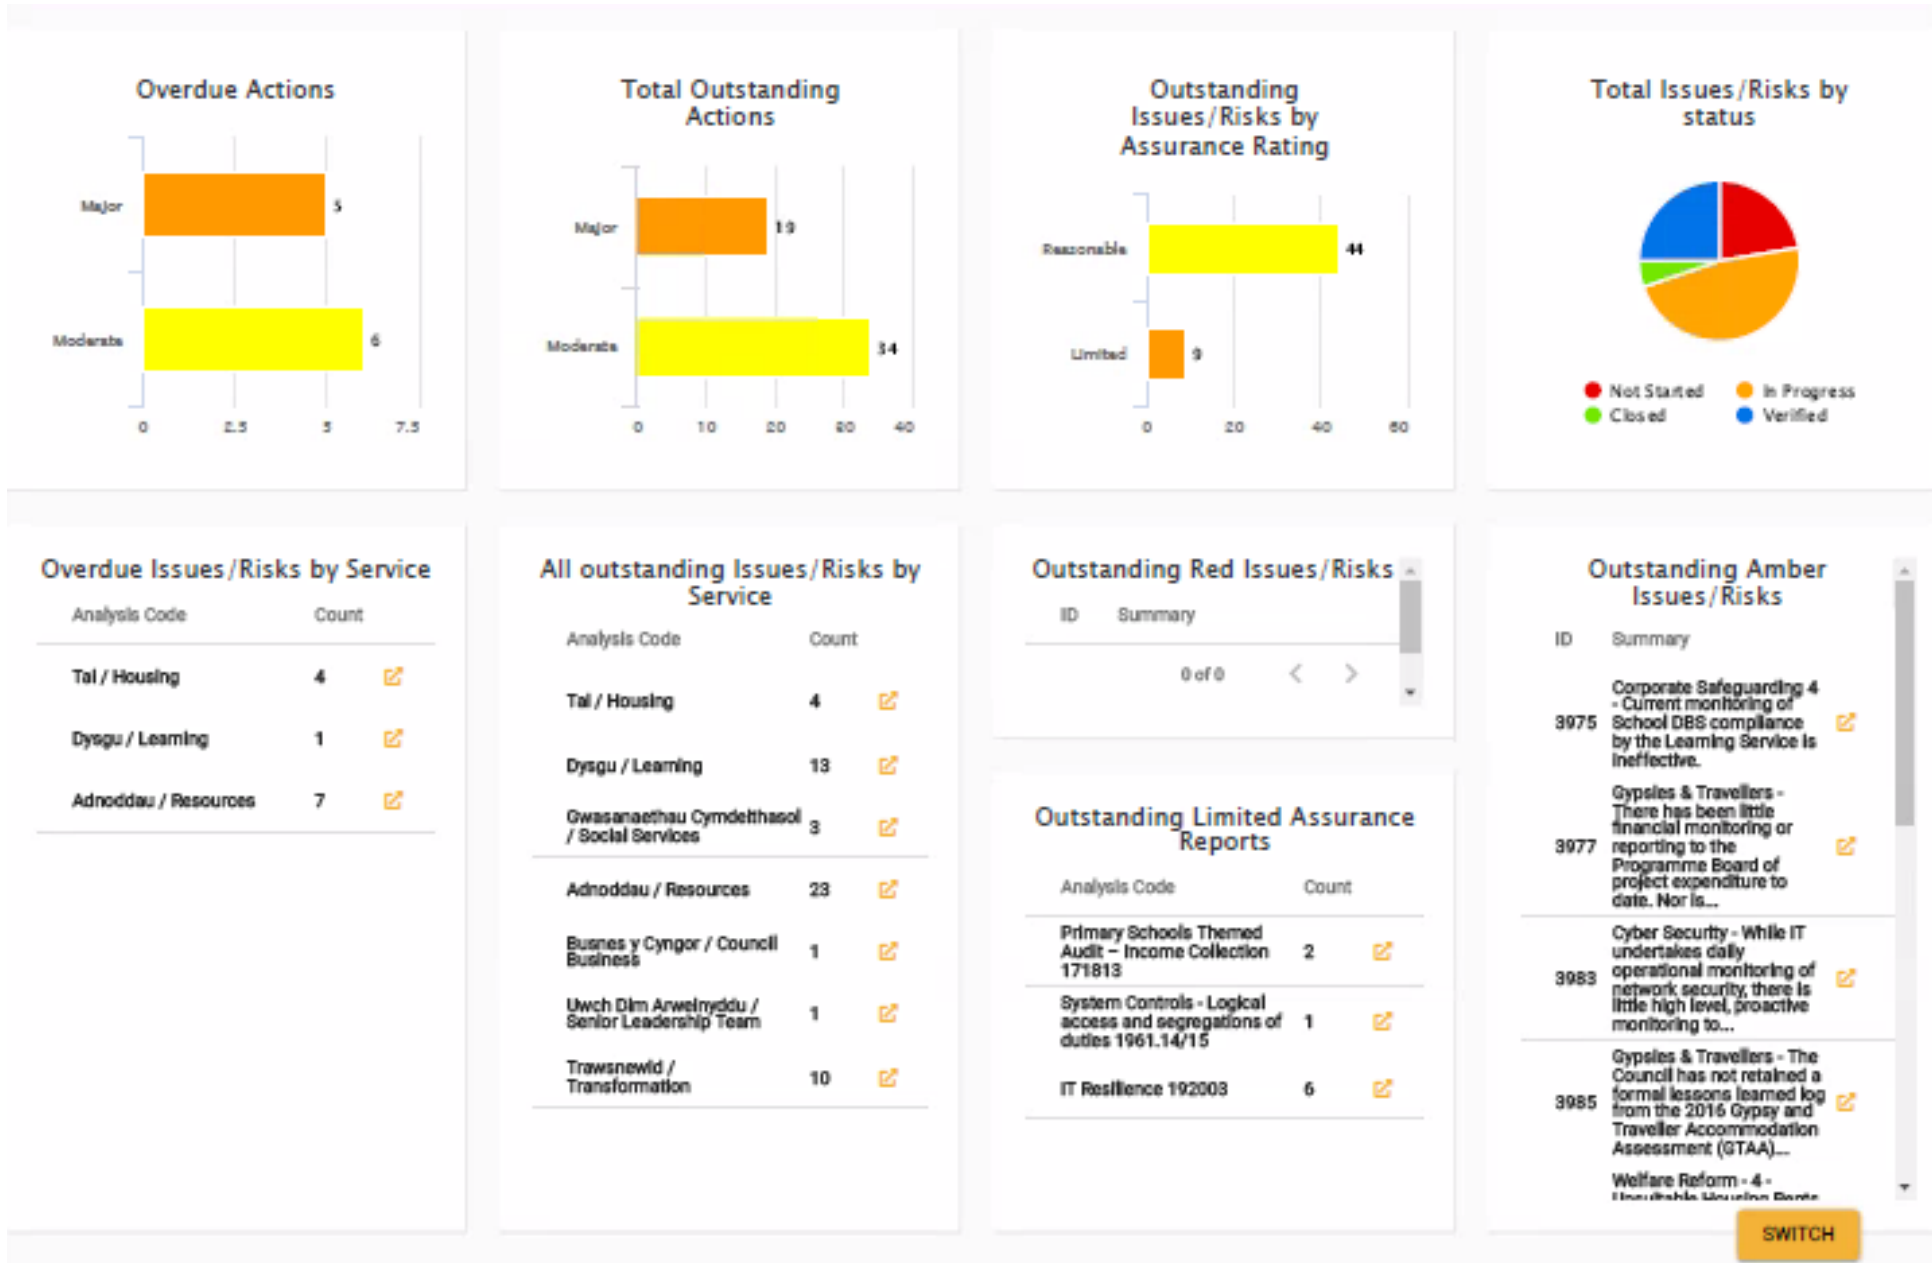 Overdue Actions
Major
5
Moderate
6
0
2.5
5
7.5
Total Outstanding
Actions
Major
19
Moderate
34
0
10
20
30
40
Outstanding
Issues/Risks by
Assurance Rating
Reasonable
44
Limited
9
0
20
40
60
Total Issues/Risks by
status
Not Started
In Progress
Closed
Verified
Overdue Issues/Risks by Service
Analysis Code Count
Tai / Housing 4
Dysgu / Learning 1
Adnoddau / Resources 7
All outstanding Issues/Risks by
Service
Analysis Code Count
Tai / Housing 4
Dysgu / Learning 13
Gwasanaethau Cymdeithasol
/ Social Services 3
Adnoddau / Resources 23
Busnes y Cyngor / Council
Business 1
Uwch Dim Arweinyddu /
Senior Leadership Team 1
Trawsnewid /
Transformation 10
Outstanding Red Issues/Risks
ID Summary
0 of 0
Outstanding Limited Assurance
Reports
Analysis Code Count
Primary Schools Themed
Audit – Income Collection 2
171813
System Controls - Logical
access and segregations of 1
duties 1961.14/15
IT Resilience 192003 6
Outstanding Amber
Issues/Risks
ID Summary
Corporate Safeguarding 4
- Current monitoring of
3975 School DBS compliance
by the Learning Service is
ineffective.
Gypsies & Travellers -
There has been little
financial monitoring or
3977 reporting to the
Programme Board of
project expenditure to
date. Nor is...
Cyber Security - While IT
undertakes daily
operational monitoring of
3983 network security, there is
little high level, proactive
monitoring to...
Gypsies & Travellers - The
Council has not retained a
formal lessons learned log
3985 from the 2016 Gypsy and
Traveller Accommodation
Assessment (GTAA)...
Welfare Reform - 4 -
Unsuitable Housing Rents
SWITCH